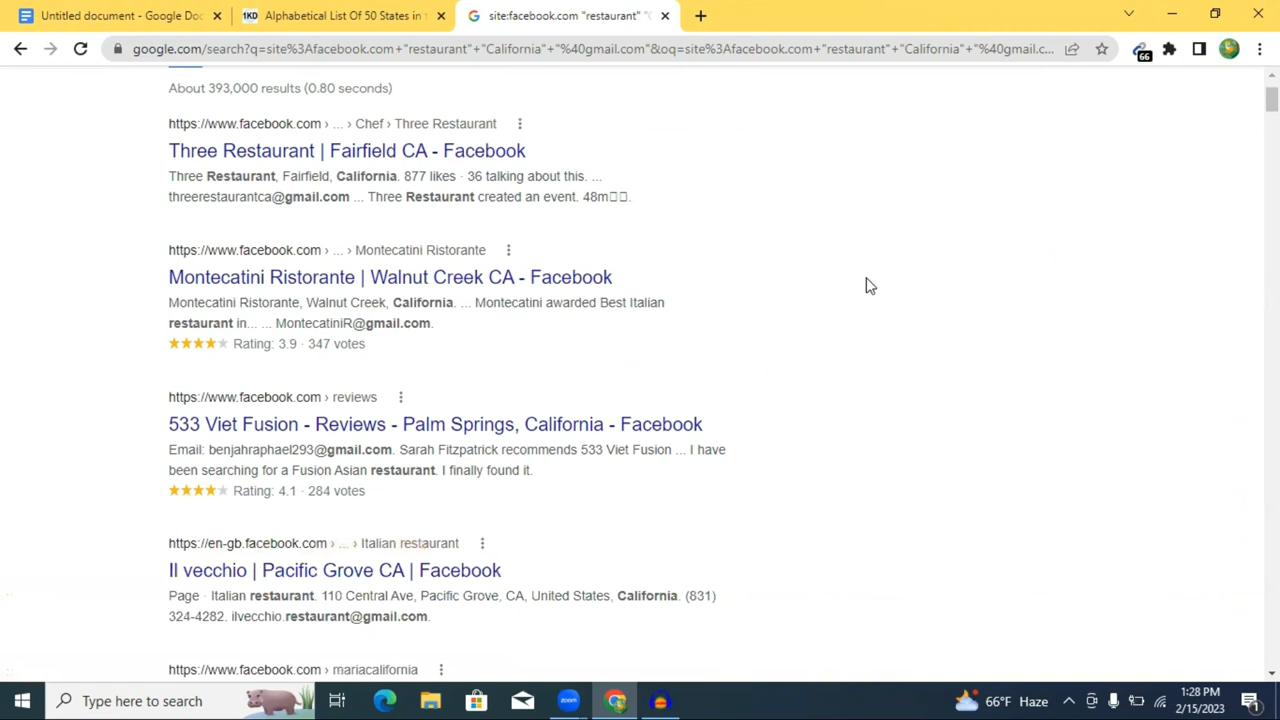 Untitled document - Google Doc
1KD Alphabetical List Of 50 States in t
G site:facebook.com "restaurant" "C
google.com/search?q=site%3Afacebook.com+"restaurant"+"California"+"%40gmail.com"&oq=site%3Afacebook.com+"restaurant"+"California"+"%40gmail.c...
66
About 393,000 results (0.80 seconds)
https://www.facebook.com › ... › Chef › Three Restaurant
Three Restaurant | Fairfield CA - Facebook
Three Restaurant, Fairfield, California. 877 likes · 36 talking about this. ...
threerestaurantca@gmail.com ... Three Restaurant created an event. 48m□□.
https://www.facebook.com › ... › Montecatini Ristorante
Montecatini Ristorante | Walnut Creek CA - Facebook
Montecatini Ristorante, Walnut Creek, California. ... Montecatini awarded Best Italian
restaurant in... ... MontecatiniR@gmail.com.
Rating: 3.9 · 347 votes
https://www.facebook.com › reviews
533 Viet Fusion - Reviews - Palm Springs, California - Facebook
Email: benjahraphael293@gmail.com. Sarah Fitzpatrick recommends 533 Viet Fusion ... I have
been searching for a Fusion Asian restaurant. I finally found it.
Rating: 4.1 · 284 votes
https://en-gb.facebook.com › ... › Italian restaurant
Il vecchio | Pacific Grove CA | Facebook
Page · Italian restaurant. 110 Central Ave, Pacific Grove, CA, United States, California. (831)
324-4282. ilvecchio.restaurant@gmail.com.
https://www.facebook.com › mariacalifornia
Type here to search
zoom
66°F Haze
1:28 PM
2/15/2023
1